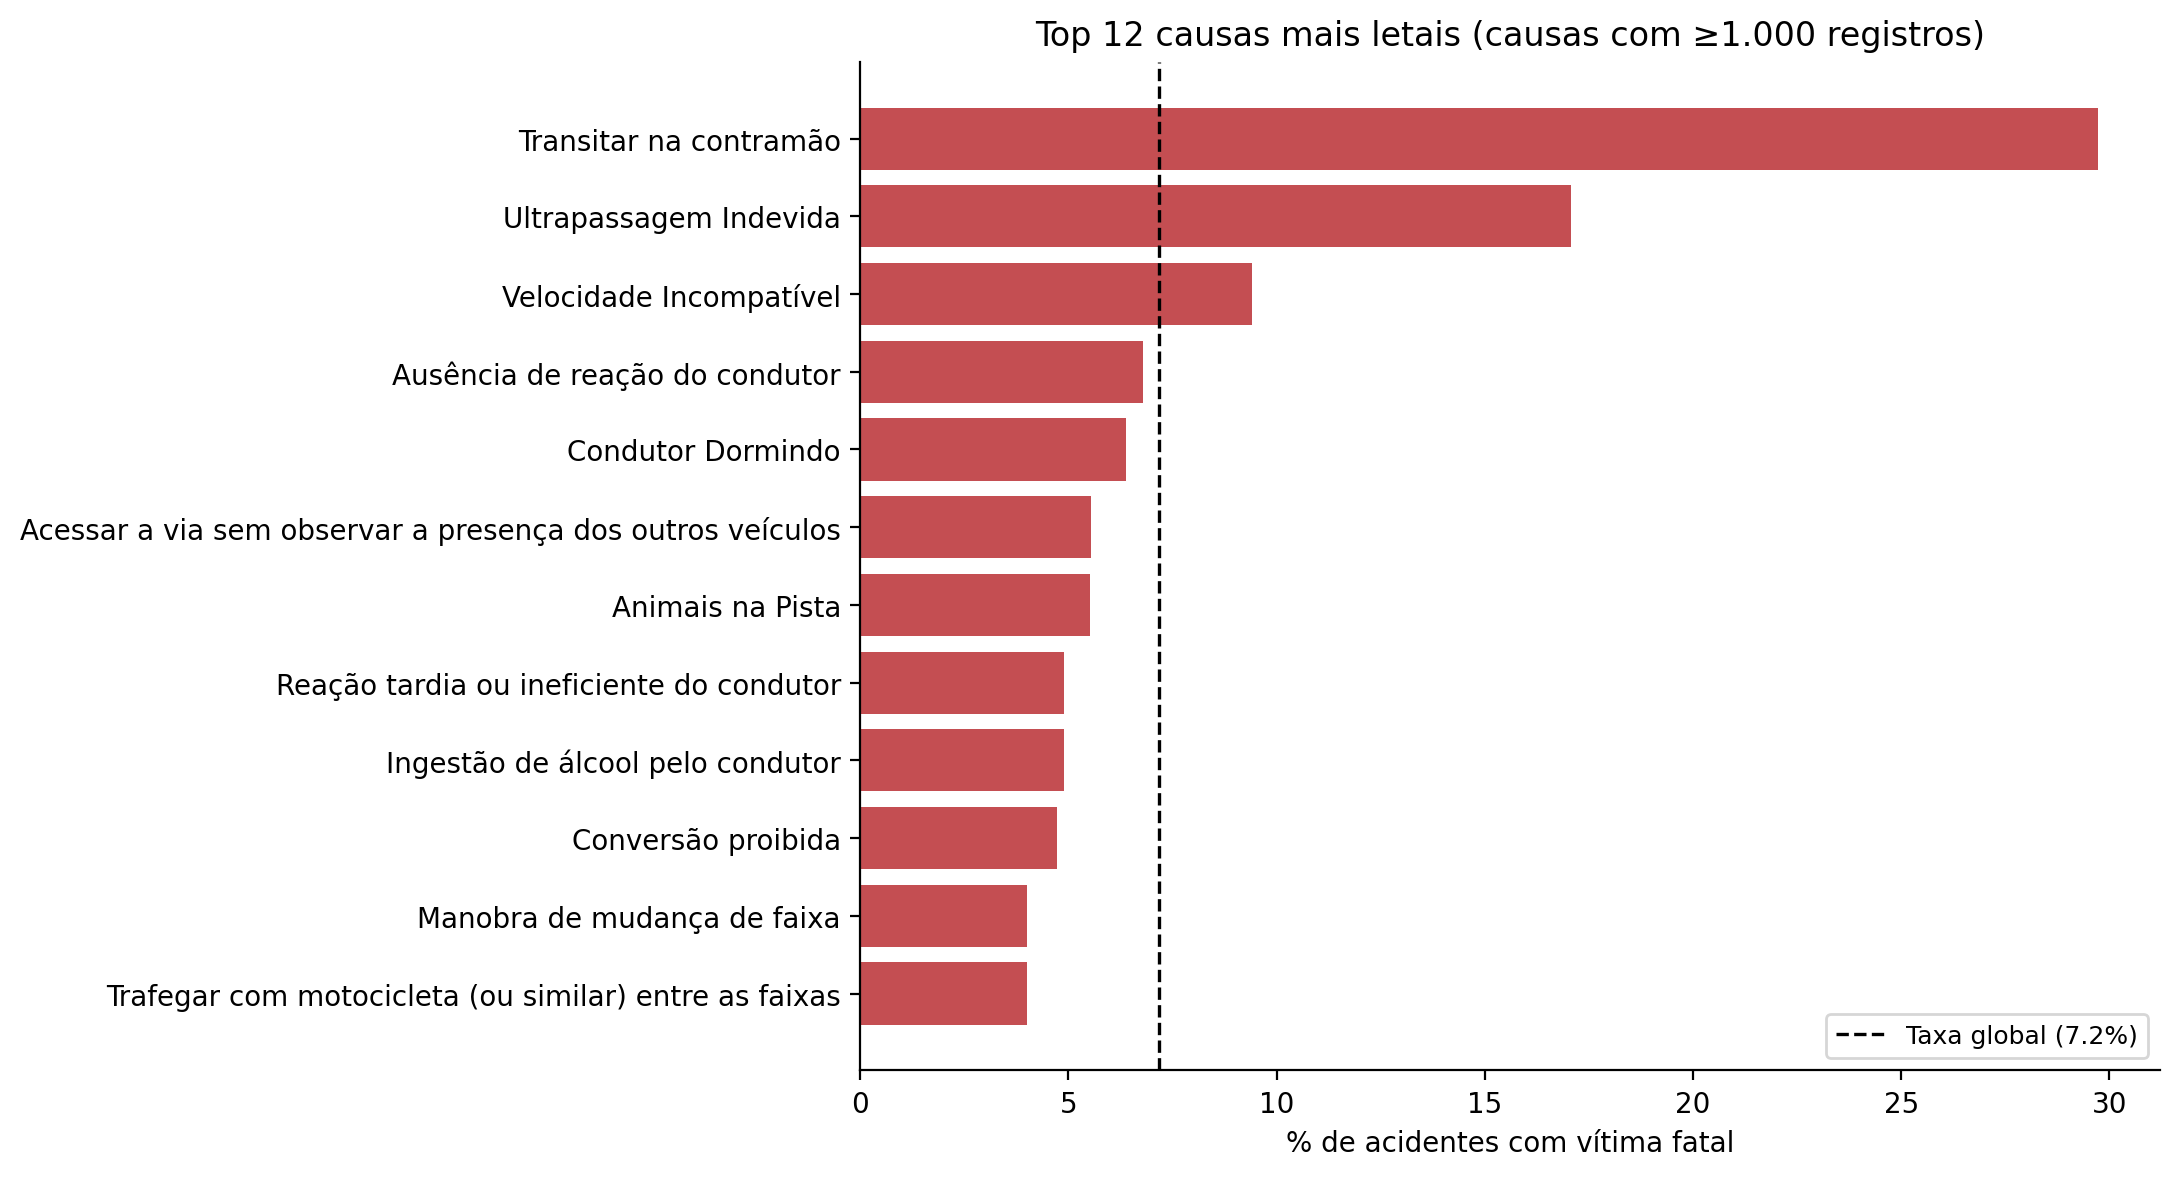 Top 12 causas mais letais (causas com ≥1.000 registros)
Transitar na contramão
Ultrapassagem Indevida
Velocidade Incompatível
Ausência de reação do condutor
Condutor Dormindo
Acessar a via sem observar a presença dos outros veículos
Animais na Pista
Reação tardia ou ineficiente do condutor
Ingestão de álcool pelo condutor
Conversão proibida
Manobra de mudança de faixa
Trafegar com motocicleta (ou similar) entre as faixas
Taxa global (7.2%)
0 5 10 15 20 25 30
% de acidentes com vítima fatal